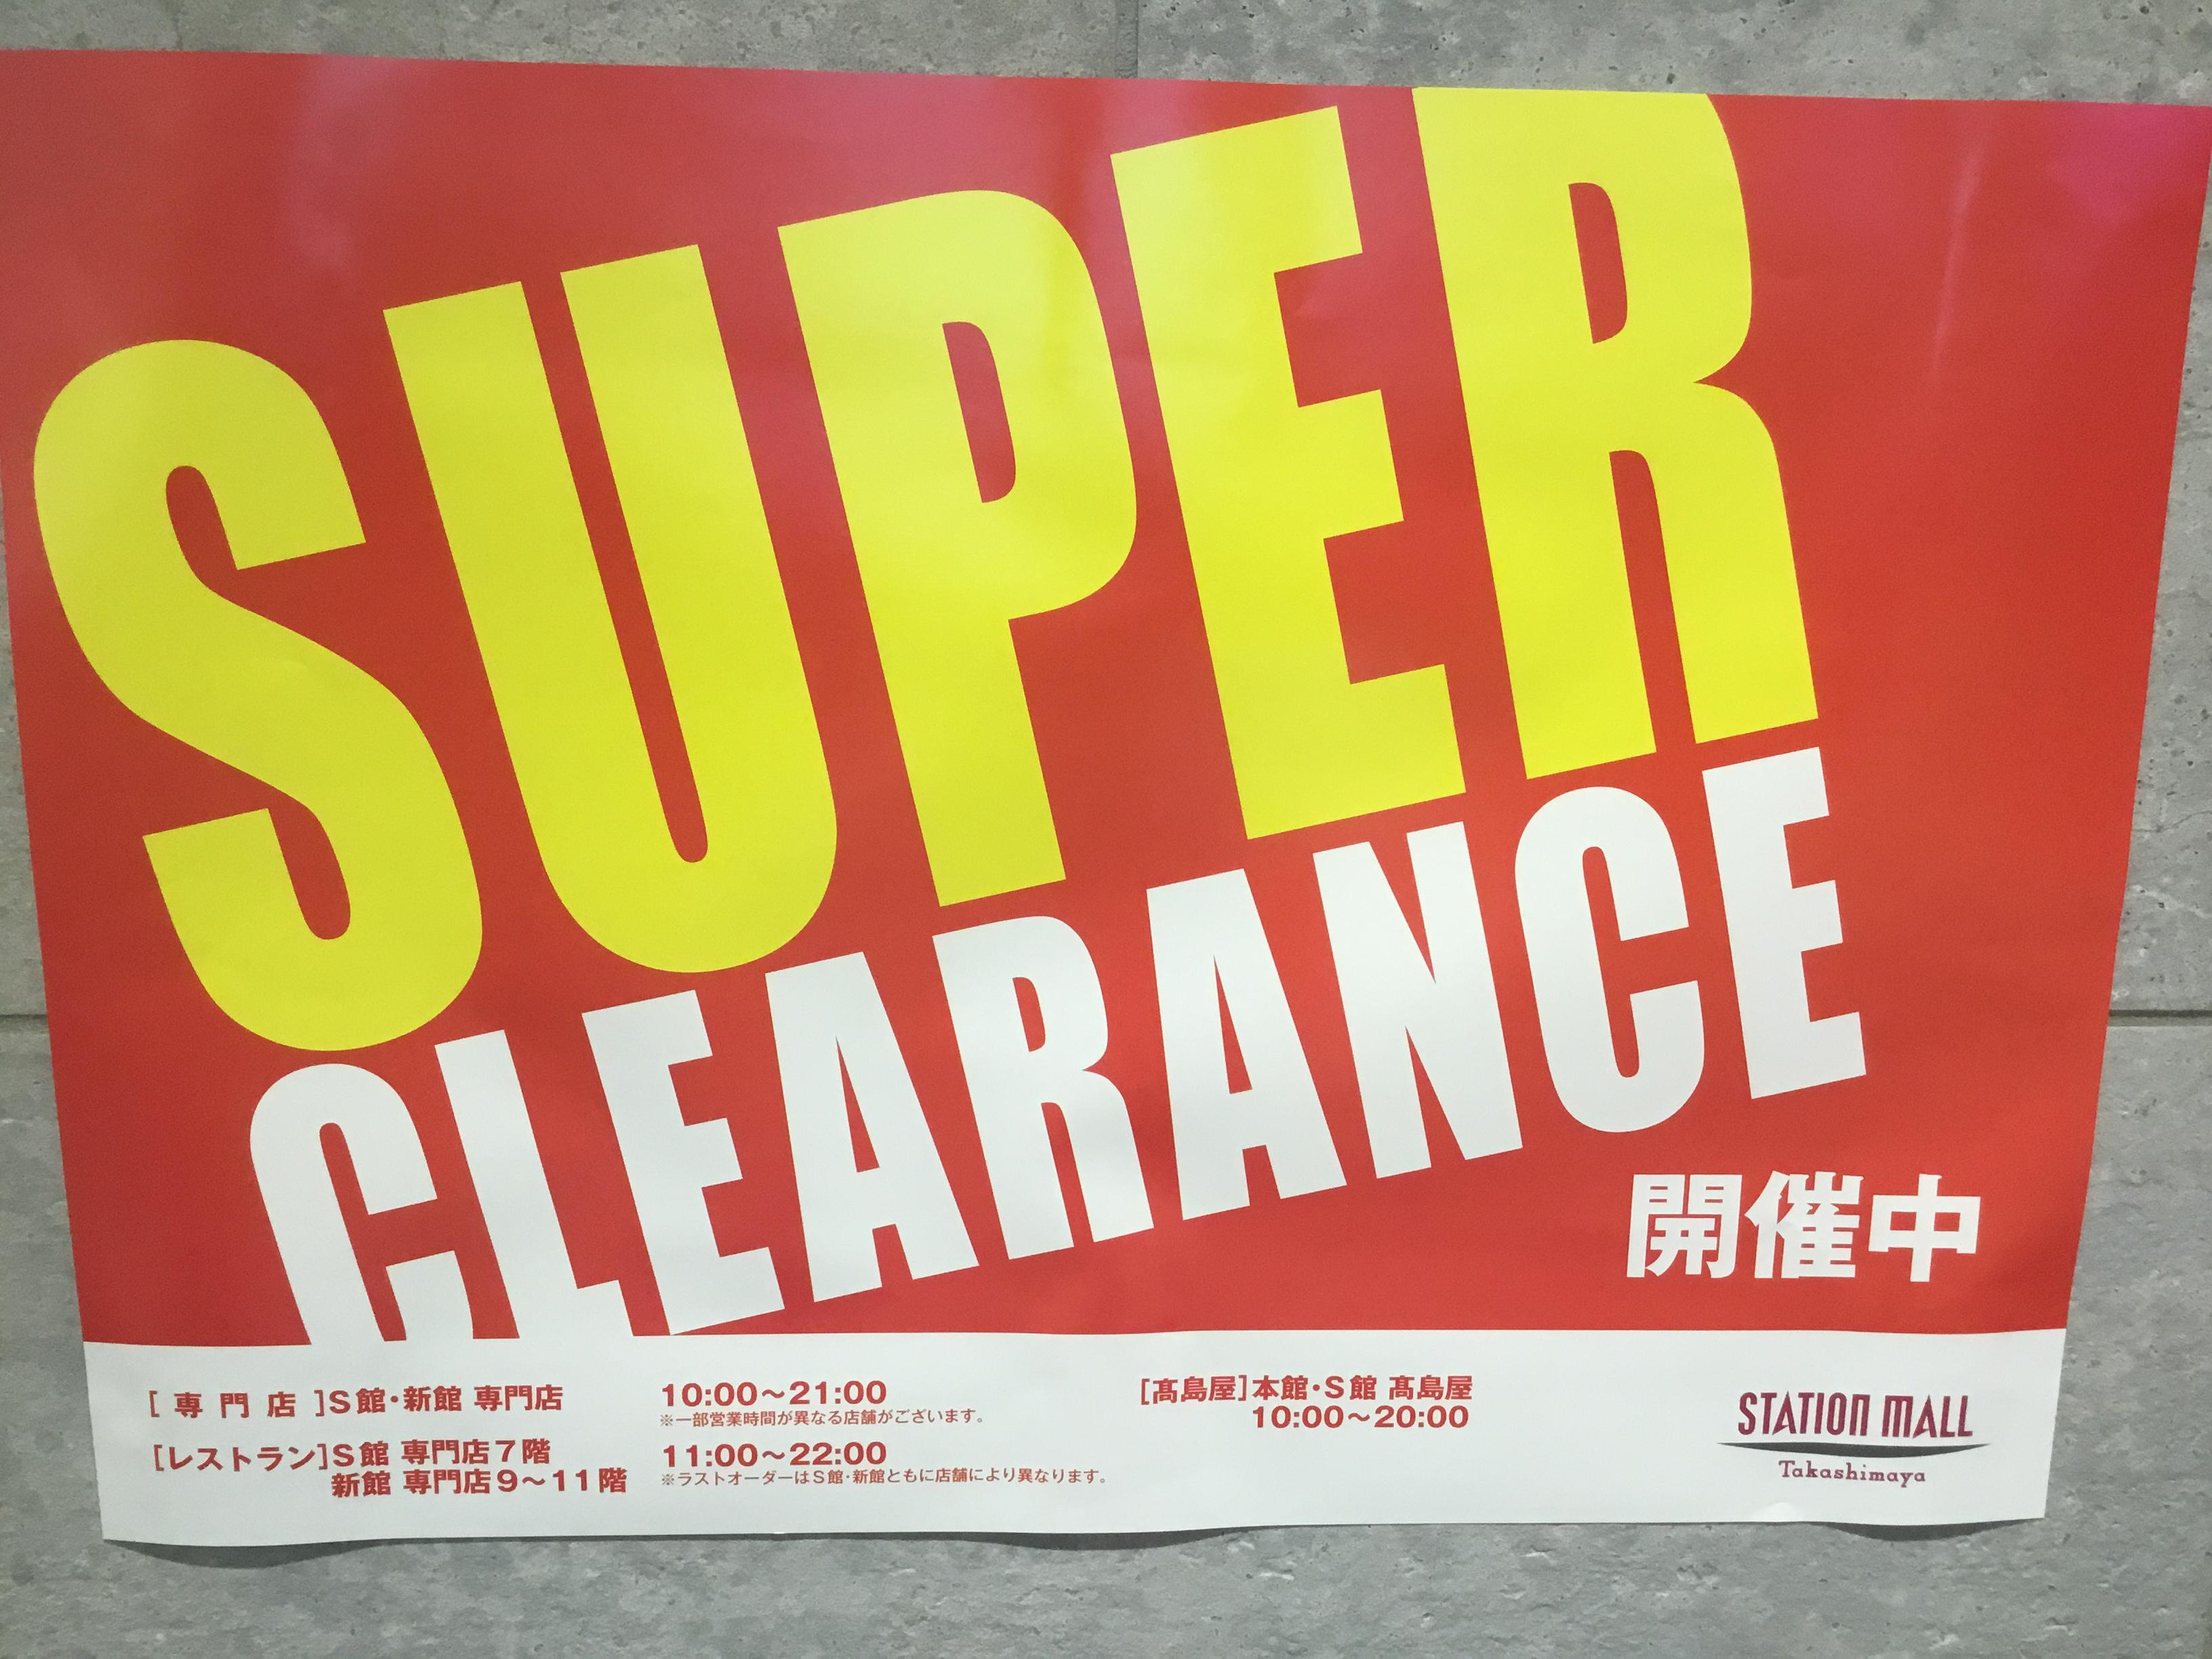 SUPER
CLEARANCE
開催中
[ 専 門 店 ]S館・新館 専門店 10:00～21:00
※一部営業時間が異なる店舗がございます。
[レストラン]S館 専門店7階 11:00～22:00
新館 専門店9～11階 ※ラストオーダーはS館・新館ともに店舗により異なります。
[髙島屋]本館・S館 髙島屋
10:00～20:00
STATION MALL
Takashimaya